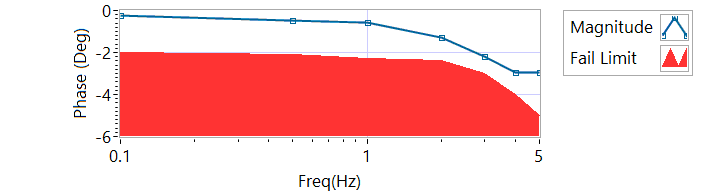 0
-2
-4
-6
Phase (Deg)
0.1
1
5
Freq(Hz)
Magnitude
Fail Limit